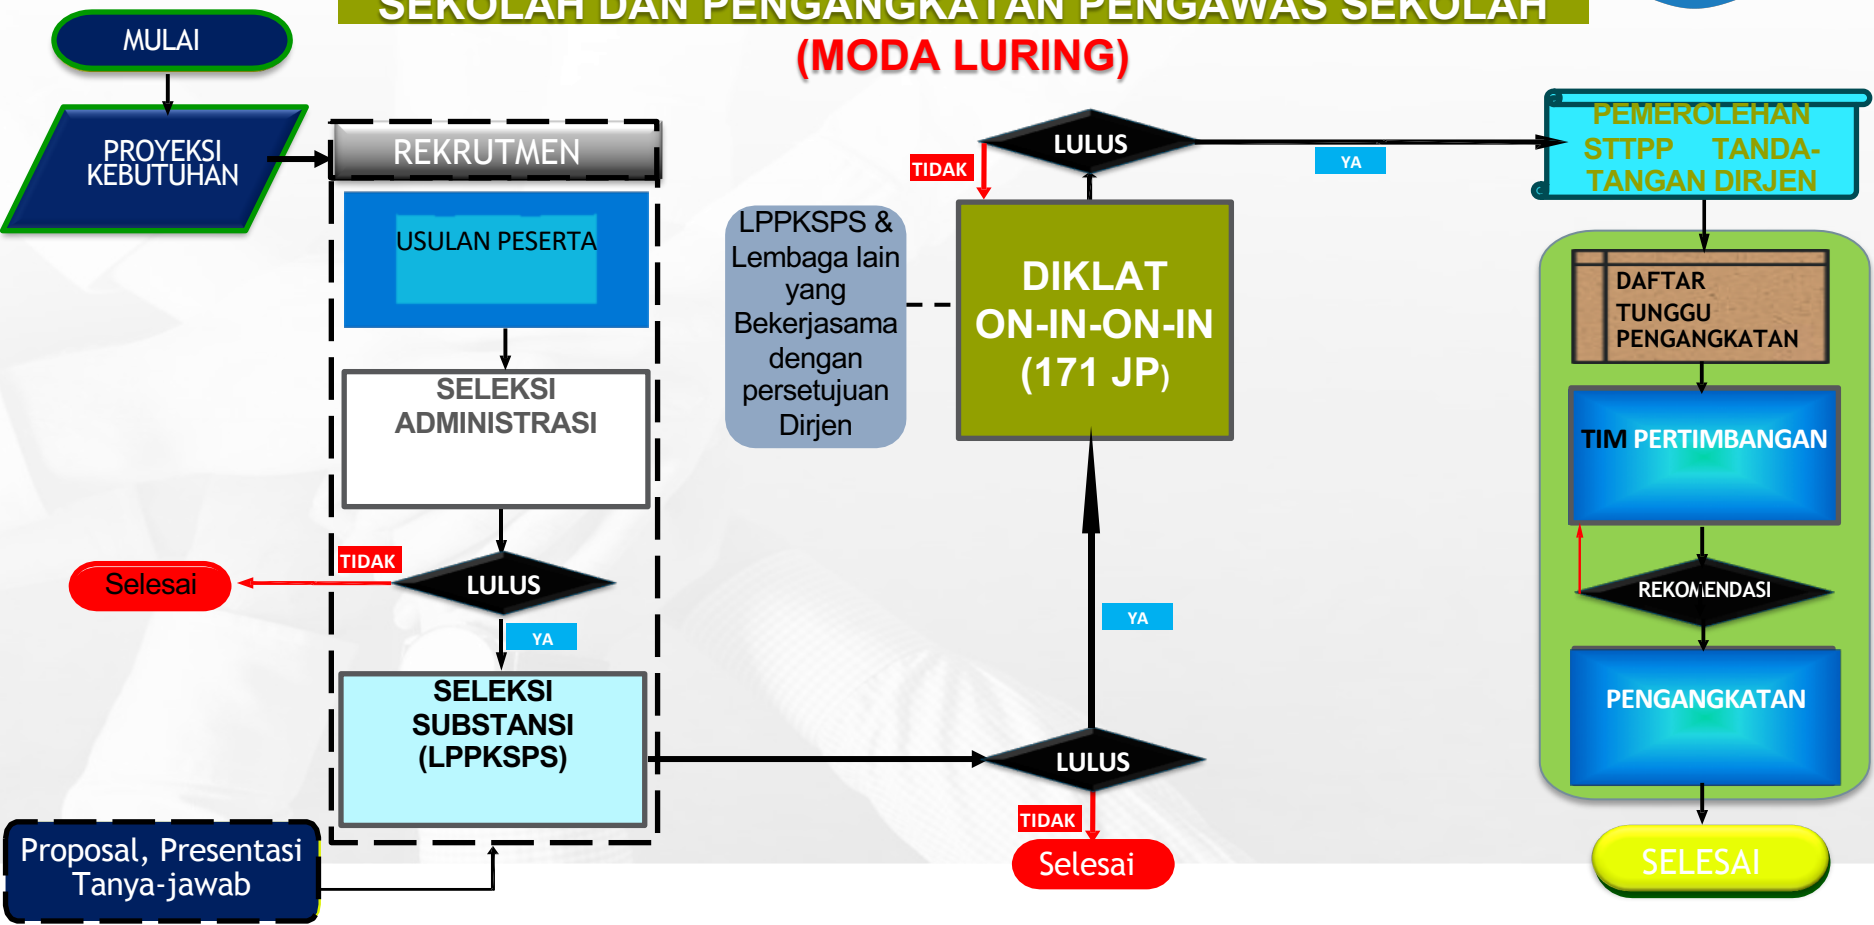 SEKOLAH DAN PENGANGKATAN PENGAWAS SEKOLAH
(MODA LURING)
MULAI
PROYEKSI
KEBUTUHAN
REKRUTMEN
USULAN PESERTA
SELEKSI
ADMINISTRASI
TIDAK
LULUS
Selesai
YA
SELEKSI
SUBSTANSI
(LPPKSPS)
Proposal, Presentasi
Tanya-jawab
LULUS
TIDAK
Selesai
YA
LPPKSPS &
Lembaga lain
yang
Bekerjasama
dengan
persetujuan
Dirjen
DIKLAT
ON-IN-ON-IN
(171 JP)
LULUS
TIDAK
YA
PEMEROLEHAN
STTPP TANDA-
TANGAN DIRJEN
DAFTAR
TUNGGU
PENGANGKATAN
TIM PERTIMBANGAN
REKOMENDASI
PENGANGKATAN
SELESAI